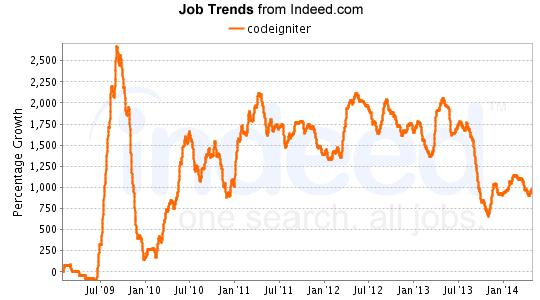 Job Trends from Indeed.com
codeigniter
Percentage Growth
2,500
2,250
2,000
1,750
1,500
1,250
1,000
750
500
250
0
indeed™
one search. all jobs.
Jul'09 Jan'10 Jul'10 Jan'11 Jul'11 Jan'12 Jul'12 Jan'13 Jul'13 Jan'14